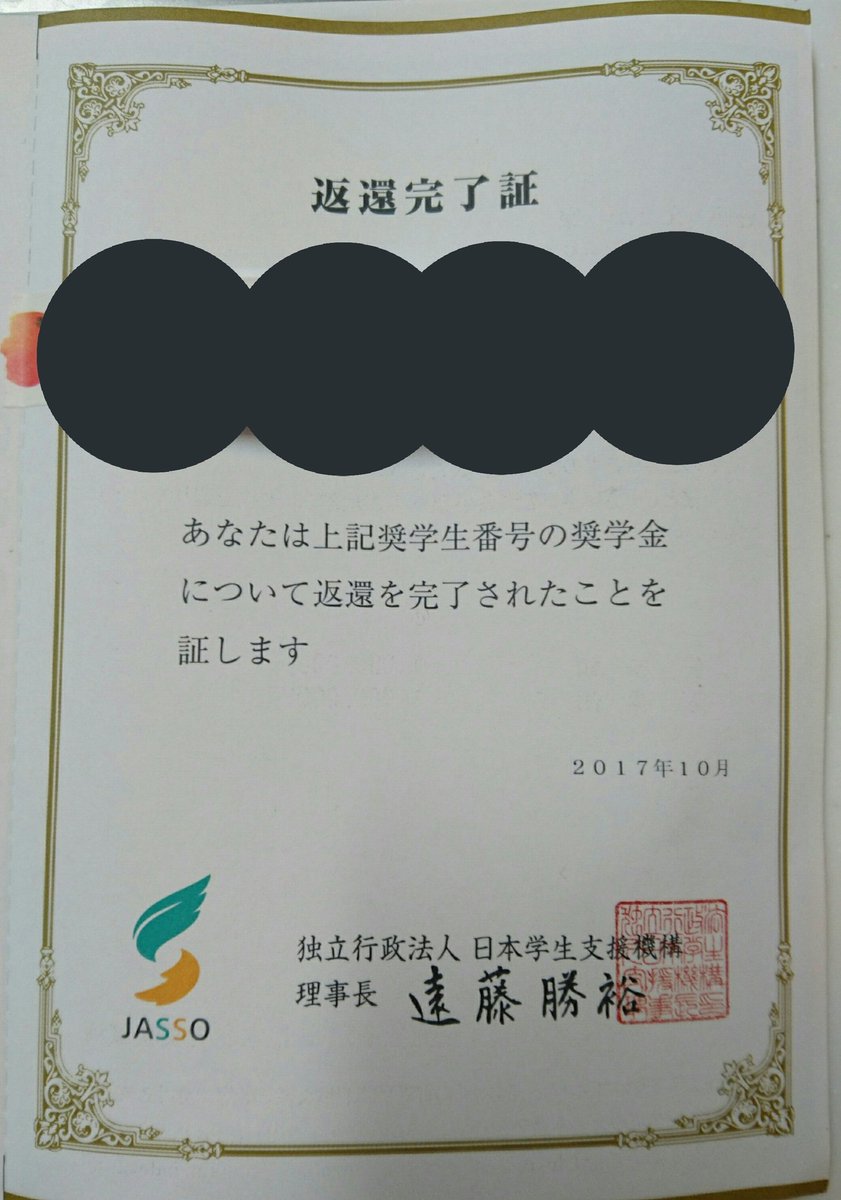 返還完了証
あなたは上記奨学生番号の奨学金
について返還を完了されたことを
証します
2017年10月
独立行政法人 日本学生支援機構
理事長 遠藤勝裕
JASSO